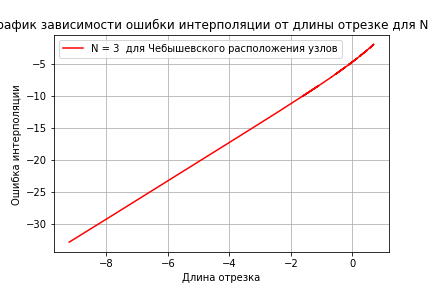 рафик зависимости ошибки интерполяции от длины отрезке для N
N = 3 для Чебышевского расположения узлов
Ошибка интерполяции
−5
−10
−15
−20
−25
−30
−8
−6
−4
−2
0
Длина отрезка